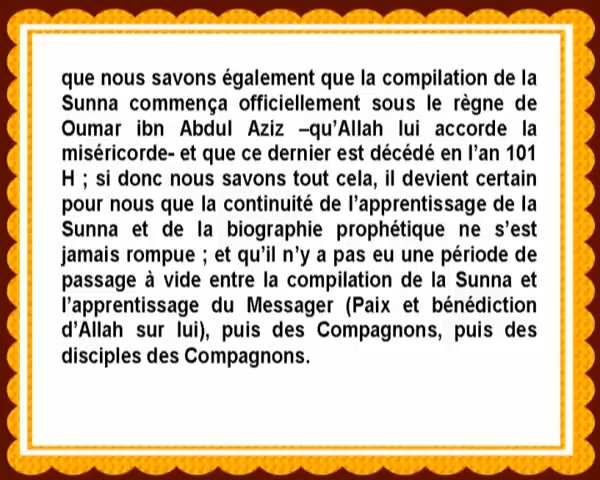 que nous savons également que la compilation de la
Sunna commença officiellement sous le règne de
Oumar ibn Abdul Aziz –qu’Allah lui accorde la
miséricorde- et que ce dernier est décédé en l’an 101
H ; si donc nous savons tout cela, il devient certain
pour nous que la continuité de l’apprentissage de la
Sunna et de la biographie prophétique ne s’est
jamais rompue ; et qu’il n’y a pas eu une période de
passage à vide entre la compilation de la Sunna et
l’apprentissage du Messager (Paix et bénédiction
d’Allah sur lui), puis des Compagnons, puis des
disciples des Compagnons.